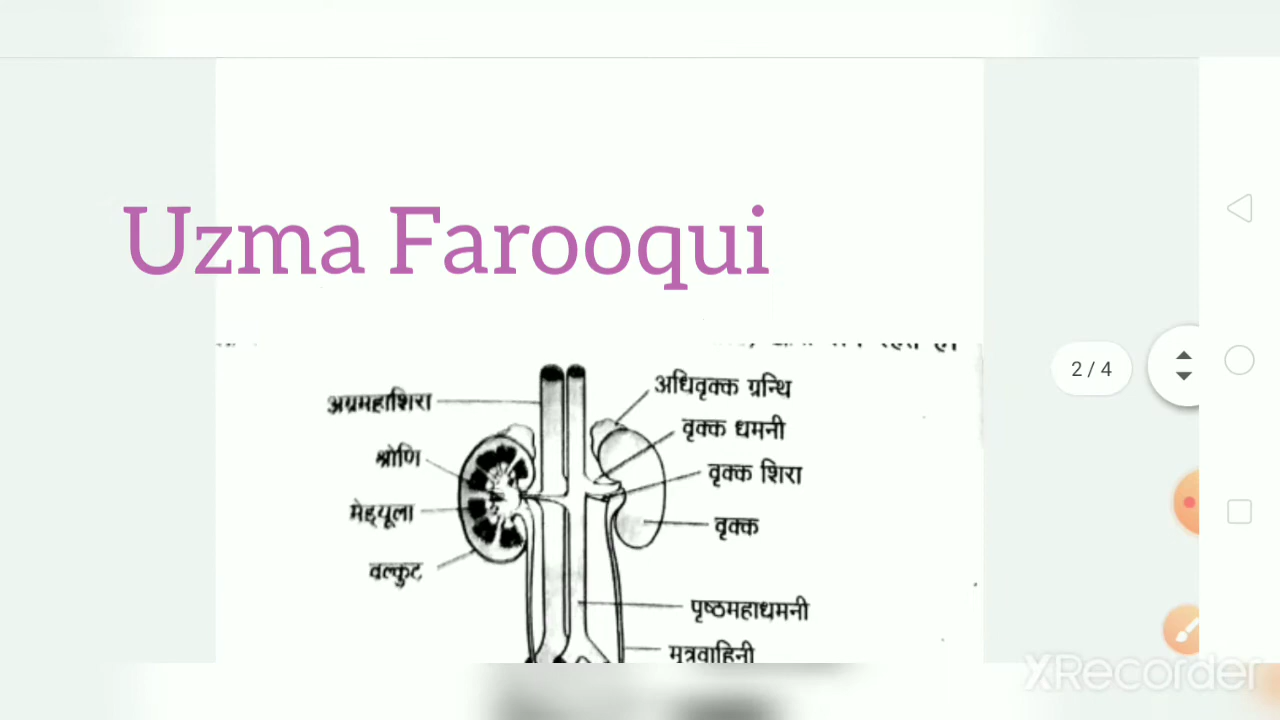 Uzma Farooqui
2 / 4
अग्रमहाशिरा
अधिवृक्क ग्रन्थि
वृक्क धमनी
श्रोणि
वृक्क शिरा
मेड्यूला
वृक्क
वल्कुट
पृष्ठमहाधमनी
मूत्रवाहिनी
XRecorder